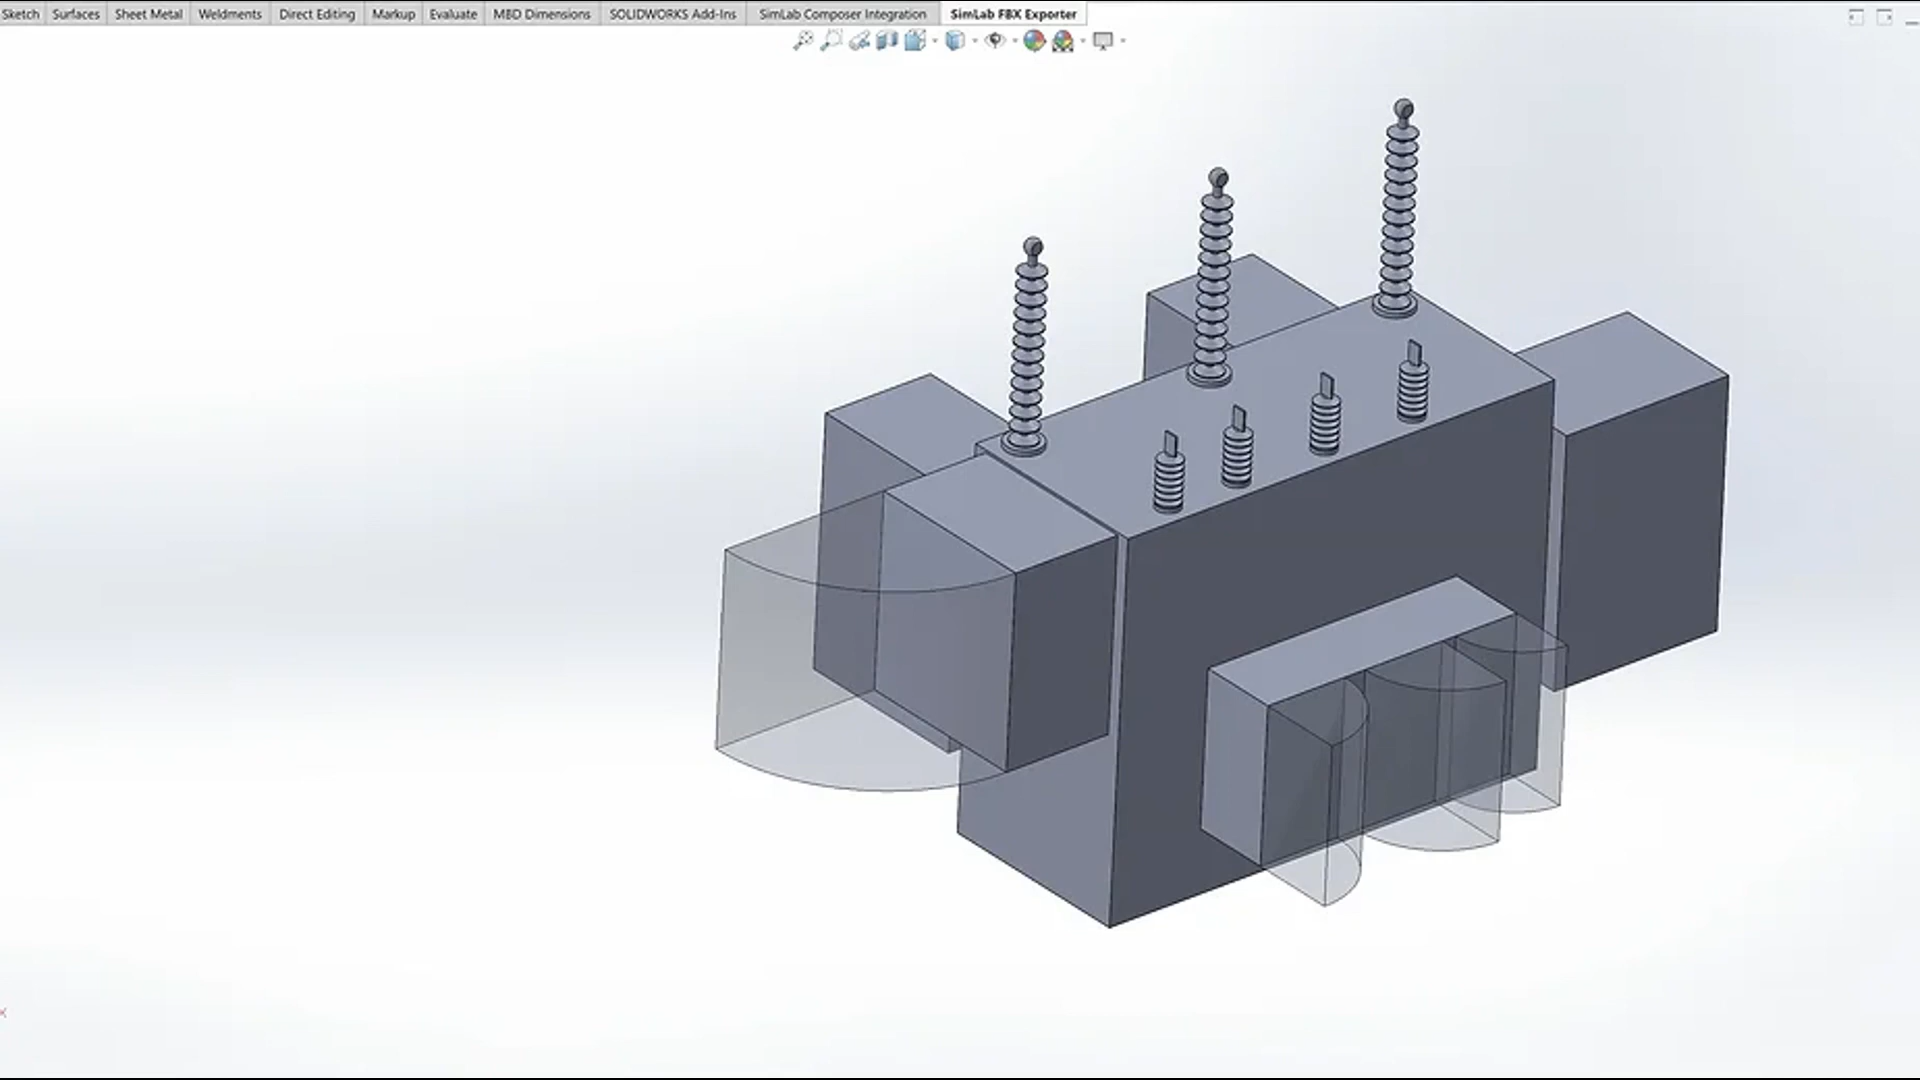 Sketch Surfaces Sheet Metal Weldments Direct Editing Markup Evaluate MBD Dimensions SOLIDWORKS Add-Ins SimLab Composer Integration SimLab FBX Exporter